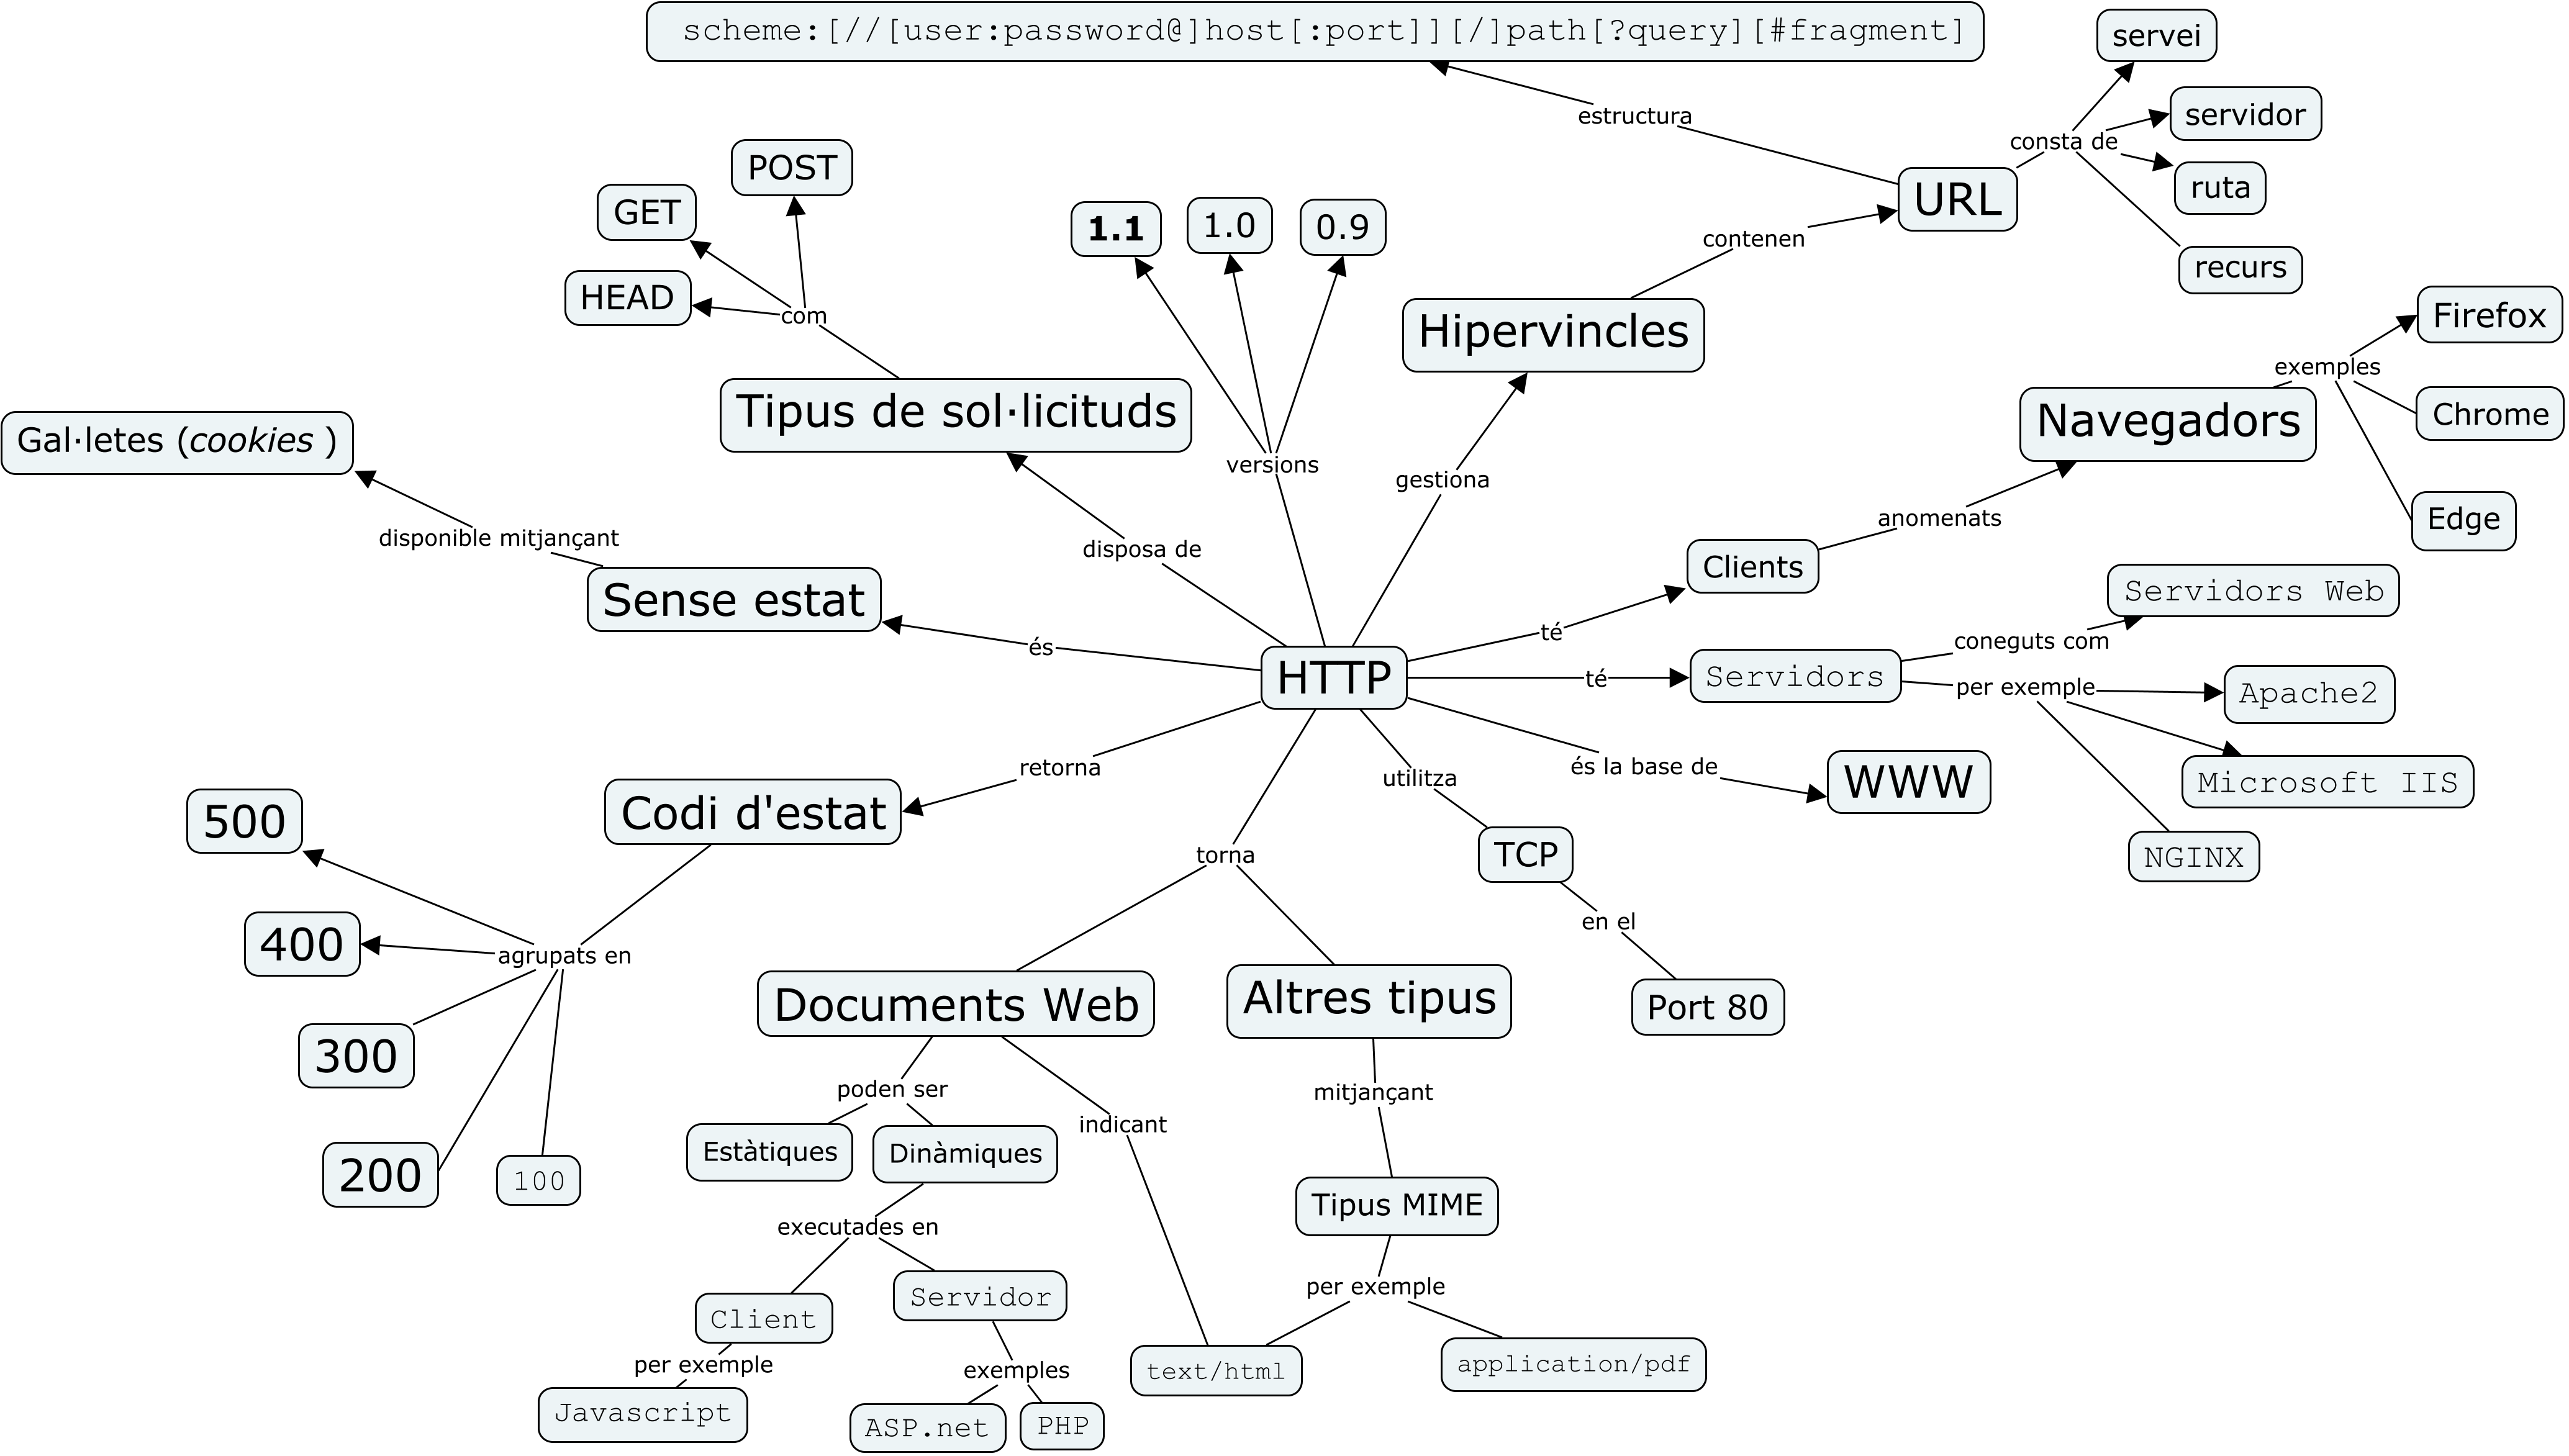 scheme:[//[user:password@]host[:port]][/]path[?query][#fragment]
servei
estructura
servidor
consta de
POST
ruta
URL
GET
1.1
1.0
0.9
contenen
recurs
HEAD
com
Hipervincles
Firefox
exemples
Tipus de sol·licituds
Navegadors
Chrome
Gal·letes (cookies )
versions
gestiona
anomenats
Edge
disponible mitjançant
disposa de
Clients
Sense estat
Servidors Web
té
és
coneguts com
HTTP
té
Servidors
per exemple
Apache2
retorna
utilitza
és la base de
WWW
Microsoft IIS
500
Codi d'estat
torna
TCP
NGINX
400
agrupats en
en el
Documents Web
Altres tipus
Port 80
300
poden ser
mitjançant
indicant
200
100
Estàtiques
Dinàmiques
Tipus MIME
executades en
Client
Servidor
per exemple
per exemple
exemples
text/html
application/pdf
Javascript
ASP.net
PHP